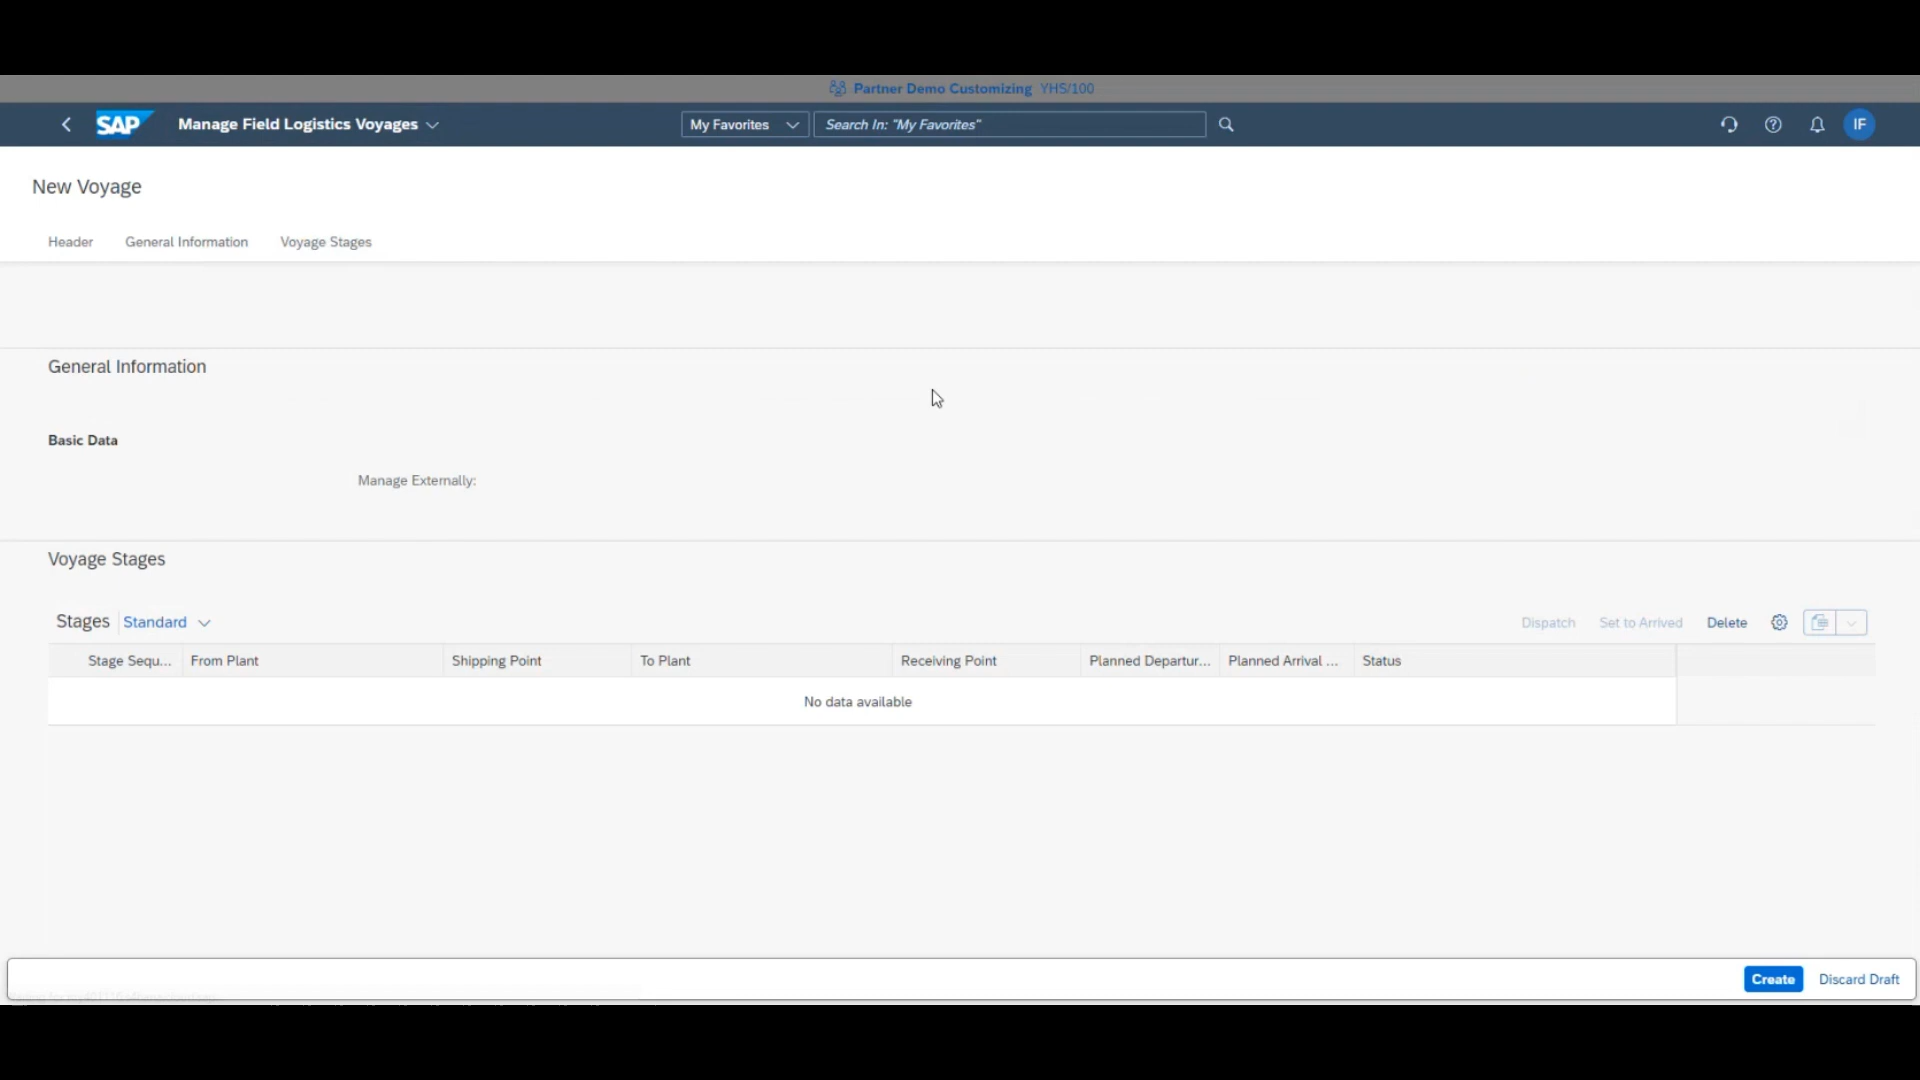 Partner Demo Customizing YHS/100
SAP Manage Field Logistics Voyages My Favorites Search In: "My Favorites" IF
New Voyage
Header General Information Voyage Stages
General Information
Basic Data
Manage Externally:
Voyage Stages
Stages Standard Dispatch Set to Arrived Delete
Stage Sequ... From Plant Shipping Point To Plant Receiving Point Planned Departur... Planned Arrival ... Status
No data available
Create Discard Draft